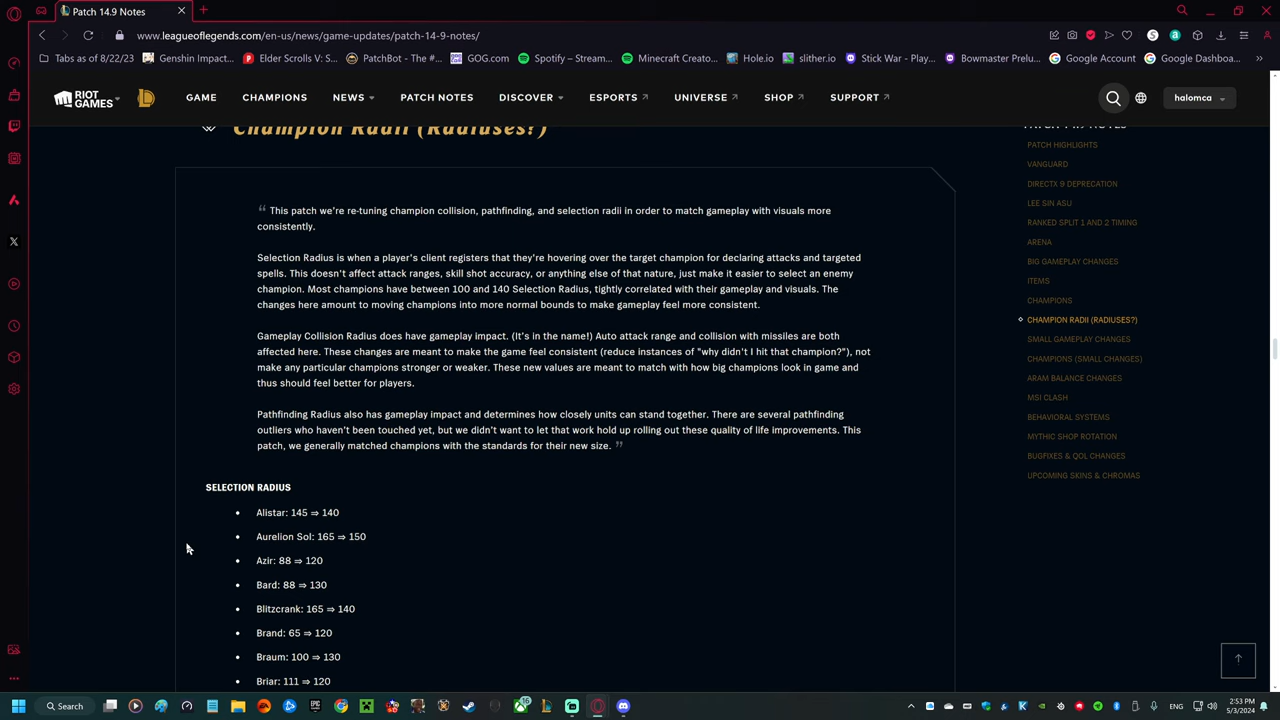 Patch 14.9 Notes
www.leagueoflegends.com/en-us/news/game-updates/patch-14-9-notes/
Tabs as of 8/22/23
Genshin Impact...
Elder Scrolls V: S...
PatchBot - The #...
GOG.com
Spotify – Stream...
Minecraft Creato...
Hole.io
slither.io
Stick War - Play...
Bowmaster Prelu...
Google Account
Google Dashboa...
RIOT GAMES
GAME
CHAMPIONS
NEWS
PATCH NOTES
DISCOVER
ESPORTS
UNIVERSE
SHOP
SUPPORT
halomca
Champion Radii (Radiuses?)
“ This patch we're re-tuning champion collision, pathfinding, and selection radii in order to match gameplay with visuals more
consistently.
Selection Radius is when a player's client registers that they're hovering over the target champion for declaring attacks and targeted
spells. This doesn't affect attack ranges, skill shot accuracy, or anything else of that nature, just make it easier to select an enemy
champion. Most champions have between 100 and 140 Selection Radius, tightly correlated with their gameplay and visuals. The
changes here amount to moving champions into more normal bounds to make gameplay feel more consistent.
Gameplay Collision Radius does have gameplay impact. (It's in the name!) Auto attack range and collision with missiles are both
affected here. These changes are meant to make the game feel consistent (reduce instances of "why didn't I hit that champion?"), not
make any particular champions stronger or weaker. These new values are meant to match with how big champions look in game and
thus should feel better for players.
Pathfinding Radius also has gameplay impact and determines how closely units can stand together. There are several pathfinding
outliers who haven't been touched yet, but we didn't want to let that work hold up rolling out these quality of life improvements. This
patch, we generally matched champions with the standards for their new size. ”
SELECTION RADIUS
• Alistar: 145 ⇒ 140
• Aurelion Sol: 165 ⇒ 150
• Azir: 88 ⇒ 120
• Bard: 88 ⇒ 130
• Blitzcrank: 165 ⇒ 140
• Brand: 65 ⇒ 120
• Braum: 100 ⇒ 130
• Briar: 111 ⇒ 120
PATCH 14.9 NOTES
PATCH HIGHLIGHTS
VANGUARD
DIRECTX 9 DEPRECATION
LEE SIN ASU
RANKED SPLIT 1 AND 2 TIMING
ARENA
BIG GAMEPLAY CHANGES
ITEMS
CHAMPIONS
CHAMPION RADII (RADIUSES?)
SMALL GAMEPLAY CHANGES
CHAMPIONS (SMALL CHANGES)
ARAM BALANCE CHANGES
MSI CLASH
BEHAVIORAL SYSTEMS
MYTHIC SHOP ROTATION
BUGFIXES & QOL CHANGES
UPCOMING SKINS & CHROMAS
Search
16
2:53 PM
5/3/2024